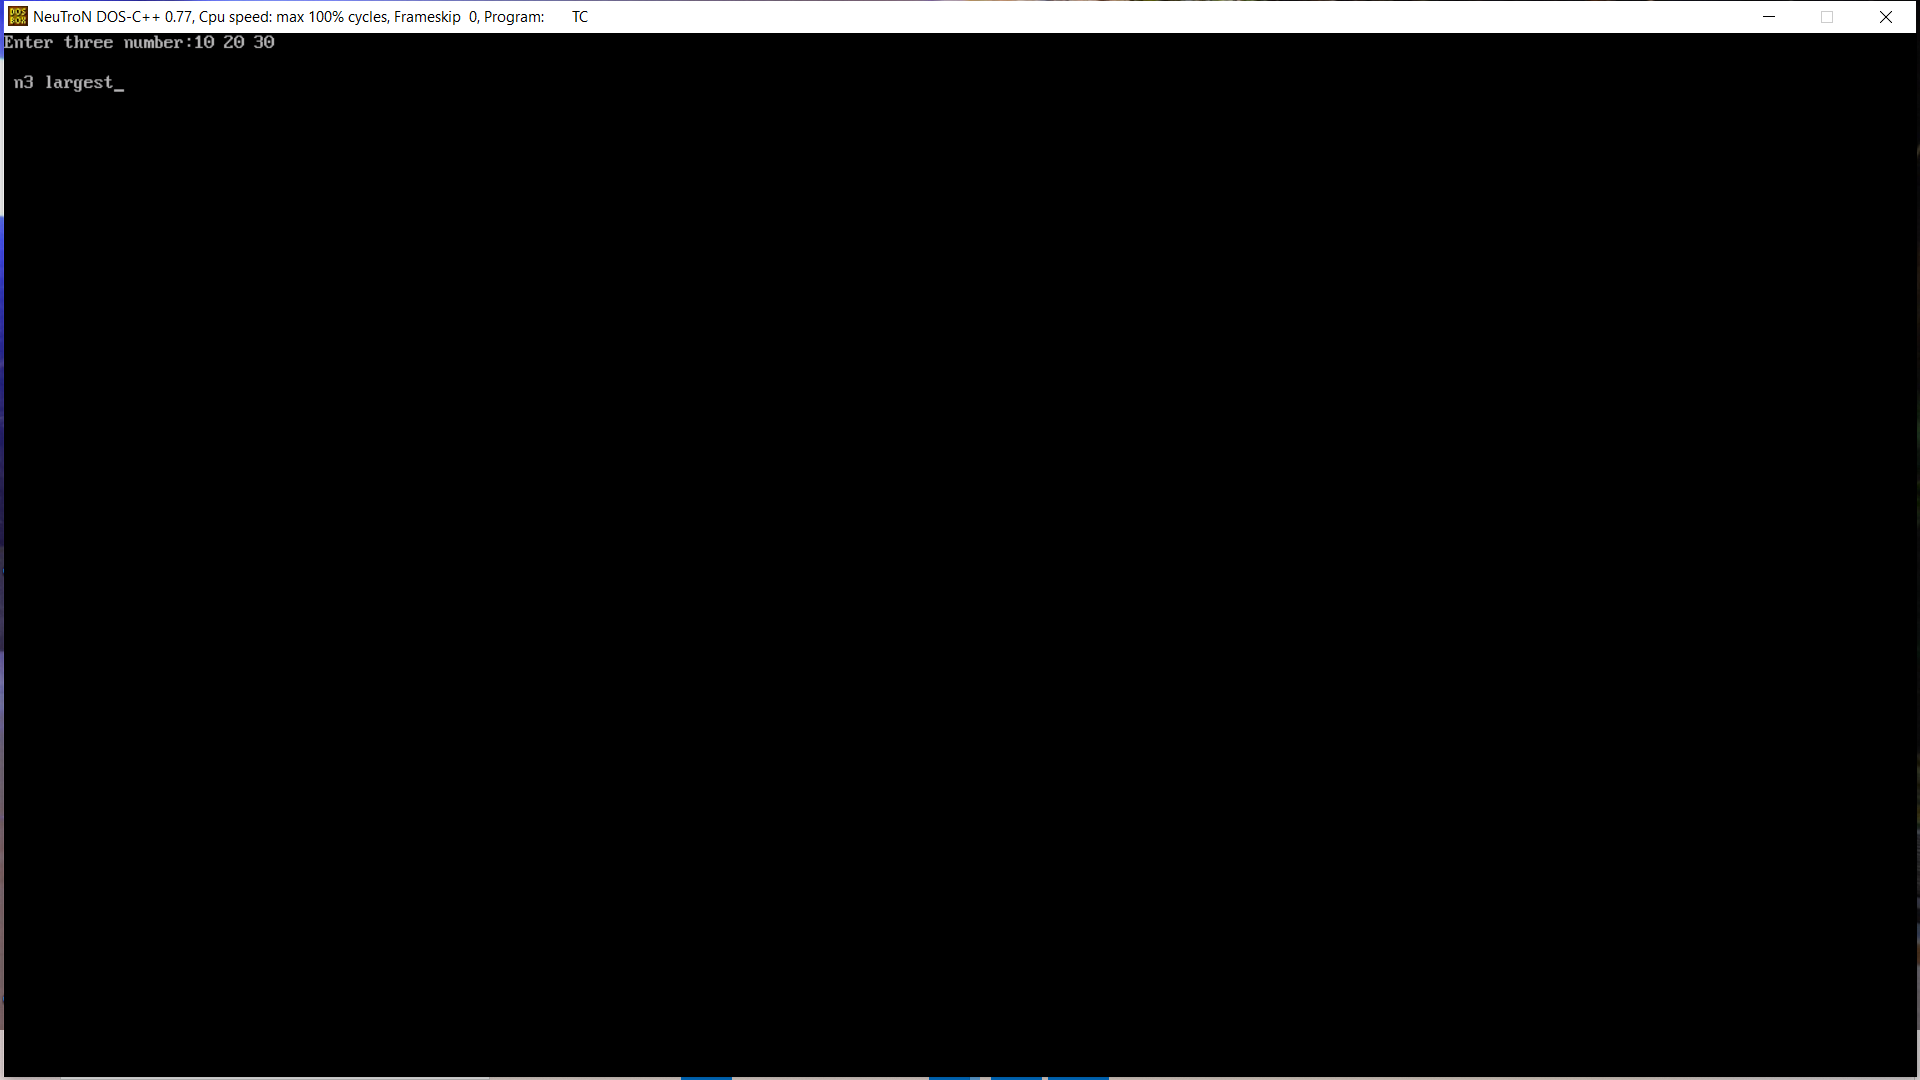 NeuTroN DOS-C++ 0.77, Cpu speed: max 100% cycles, Frameskip 0, Program: TC
Enter three number:10 20 30
n3 largest_